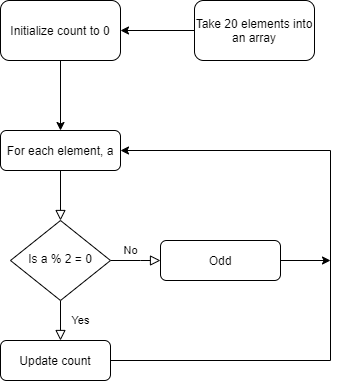 Initialize count to 0
Take 20 elements into
an array
For each element, a
Is a % 2 = 0
No
Odd
Yes
Update count